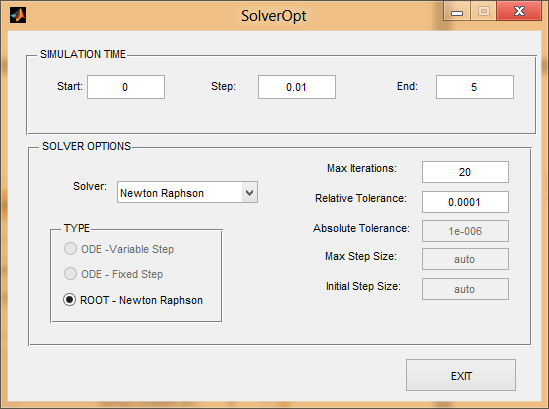 SolverOpt
SIMULATION TIME
Start: 0 Step: 0.01 End: 5
SOLVER OPTIONS
Solver: Newton Raphson
TYPE
ODE -Variable Step
ODE - Fixed Step
ROOT - Newton Raphson
Max Iterations: 20
Relative Tolerance: 0.0001
Absolute Tolerance: 1e-006
Max Step Size: auto
Initial Step Size: auto
EXIT